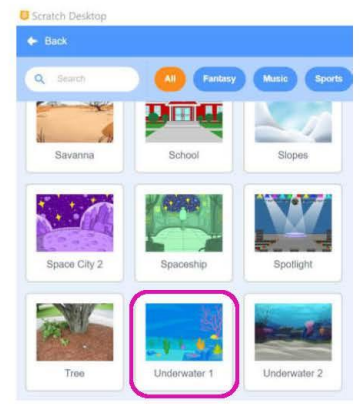 Scratch Desktop
Back
Search All Fantasy Music Sports
Savanna School Slopes
Space City 2 Spaceship Spotlight
Tree Underwater 1 Underwater 2